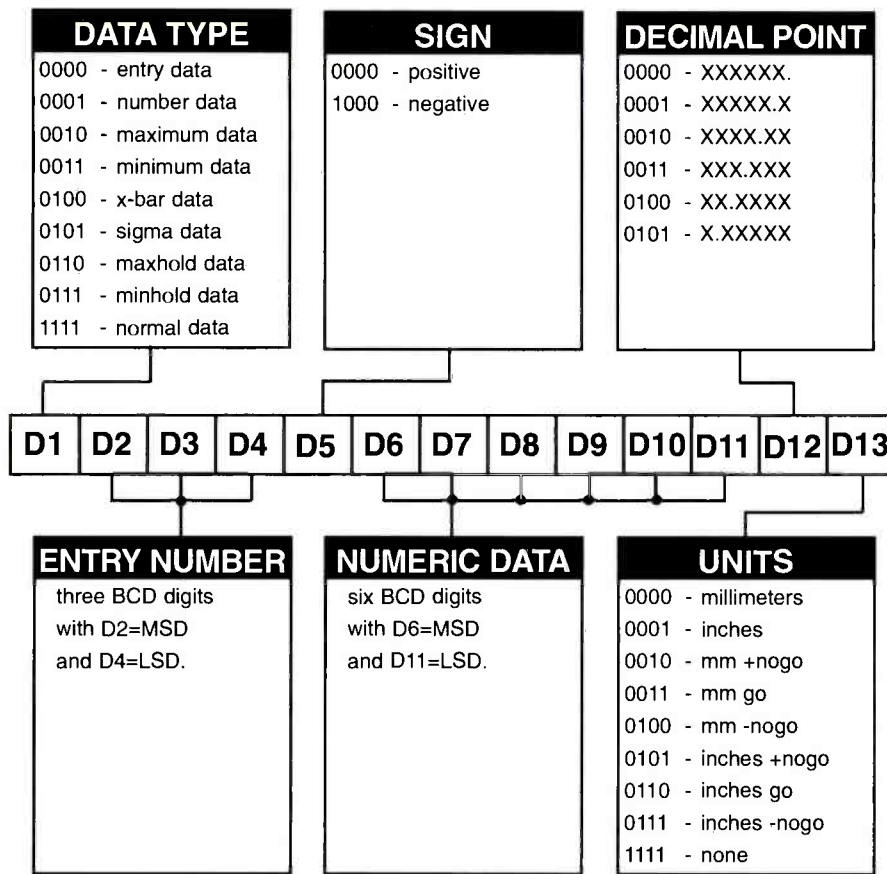 DATA TYPE
0000 - entry data
0001 - number data
0010 - maximum data
0011 - minimum data
0100 - x-bar data
0101 - sigma data
0110 - maxhold data
0111 - minhold data
1111 - normal data
SIGN
0000 - positive
1000 - negative
DECIMAL POINT
0000 - XXXXXX.
0001 - XXXXX.X
0010 - XXXX.XX
0011 - XXX.XXX
0100 - XX.XXXX
0101 - X.XXXXX
D1 D2 D3 D4 D5 D6 D7 D8 D9 D10 D11 D12 D13
ENTRY NUMBER
three BCD digits
with D2=MSD
and D4=LSD.
NUMERIC DATA
six BCD digits
with D6=MSD
and D11=LSD.
UNITS
0000 - millimeters
0001 - inches
0010 - mm +nogo
0011 - mm go
0100 - mm -nogo
0101 - inches +nogo
0110 - inches go
0111 - inches -nogo
1111 - none